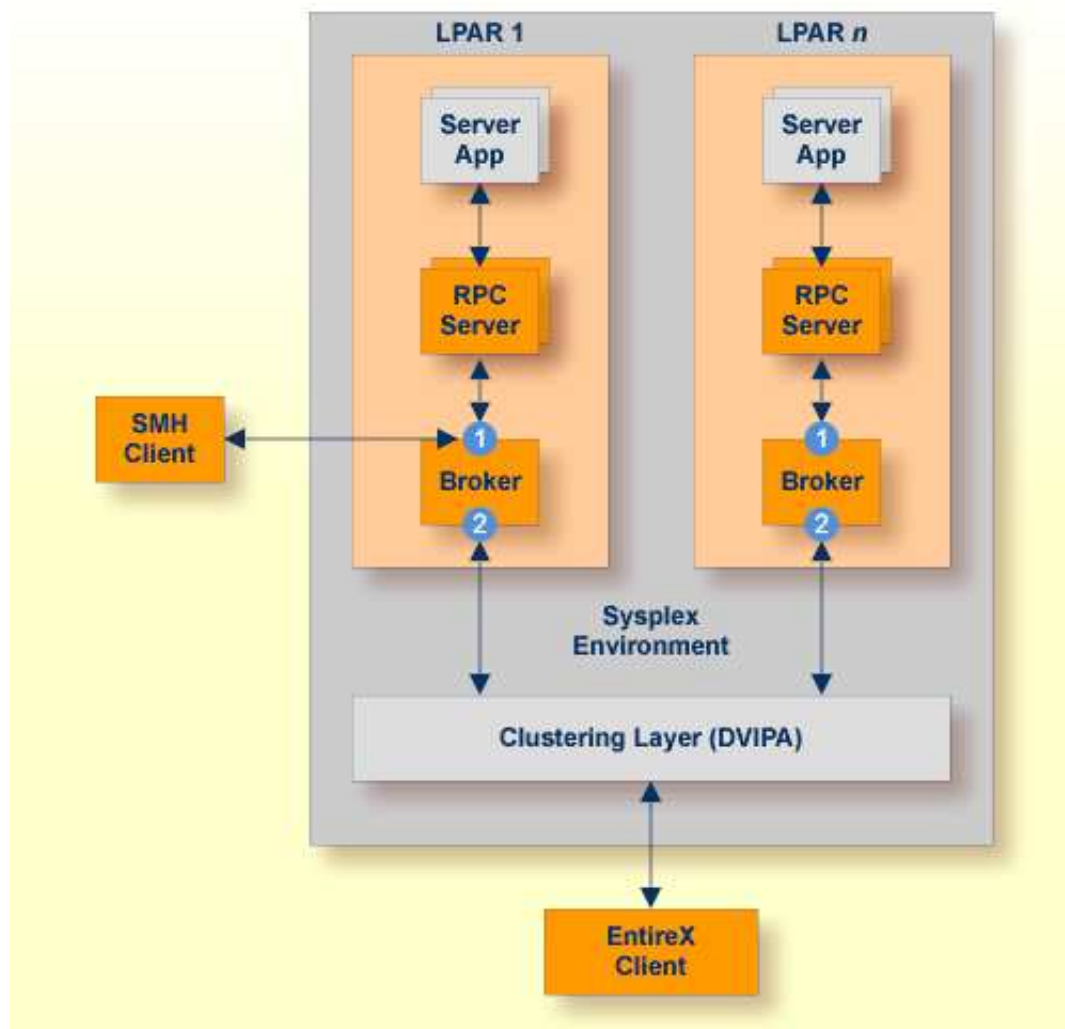 LPAR 1
LPAR n
Server
App
Server
App
RPC
Server
RPC
Server
SMH
Client
1
Broker
2
1
Broker
2
Sysplex
Environment
Clustering Layer (DVIPA)
EntireX
Client